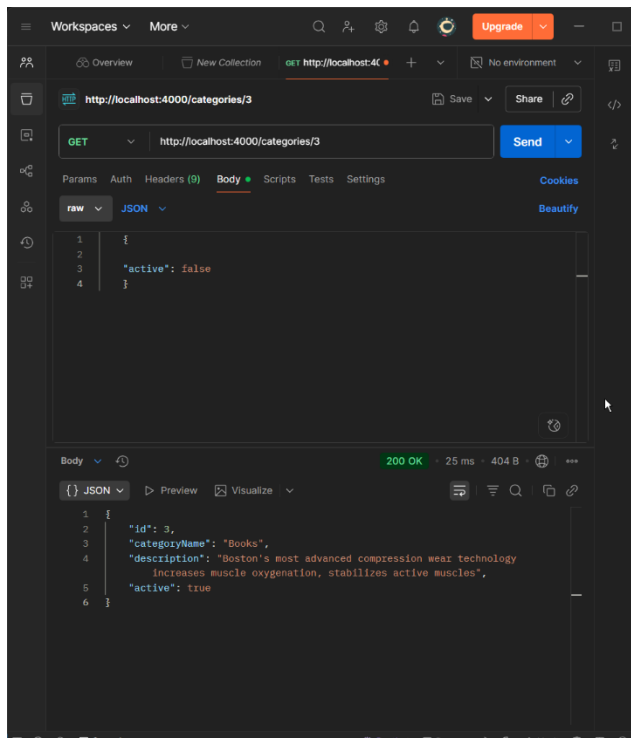 Workspaces More Upgrade
Overview New Collection GET http://localhost:4( No environment
HTTP http://localhost:4000/categories/3 Save Share
GET http://localhost:4000/categories/3 Send
Params Auth Headers (9) Body Scripts Tests Settings Cookies
raw JSON Beautify
1 {
2
3 "active": false
4 }
Body 200 OK 25 ms 404 B
{} JSON Preview Visualize
1 {
2 "id": 3,
3 "categoryName": "Books",
4 "description": "Boston's most advanced compression wear technology
increases muscle oxygenation, stabilizes active muscles",
5 "active": true
6 }